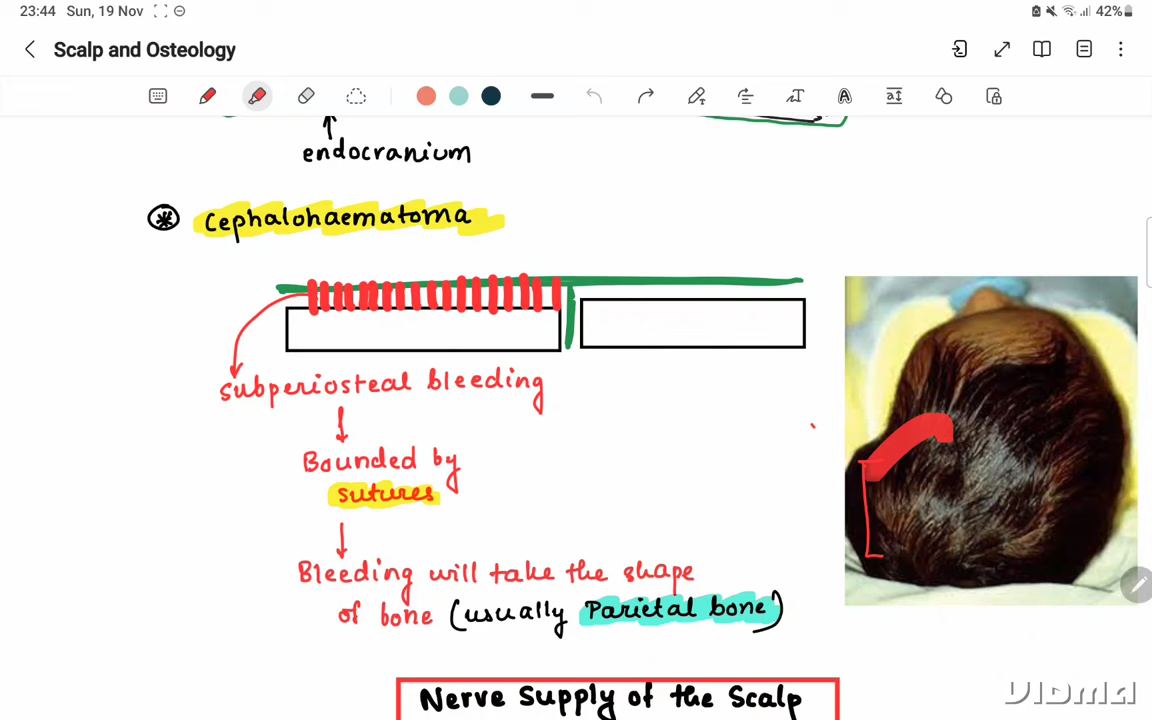 23:44 Sun, 19 Nov
42%
Scalp and Osteology
endocranium
Cephalohaematoma
subperiosteal bleeding
Bounded by
sutures
Bleeding will take the shape
of bone (usually Parietal bone)
Nerve Supply of the Scalp
VIDMA